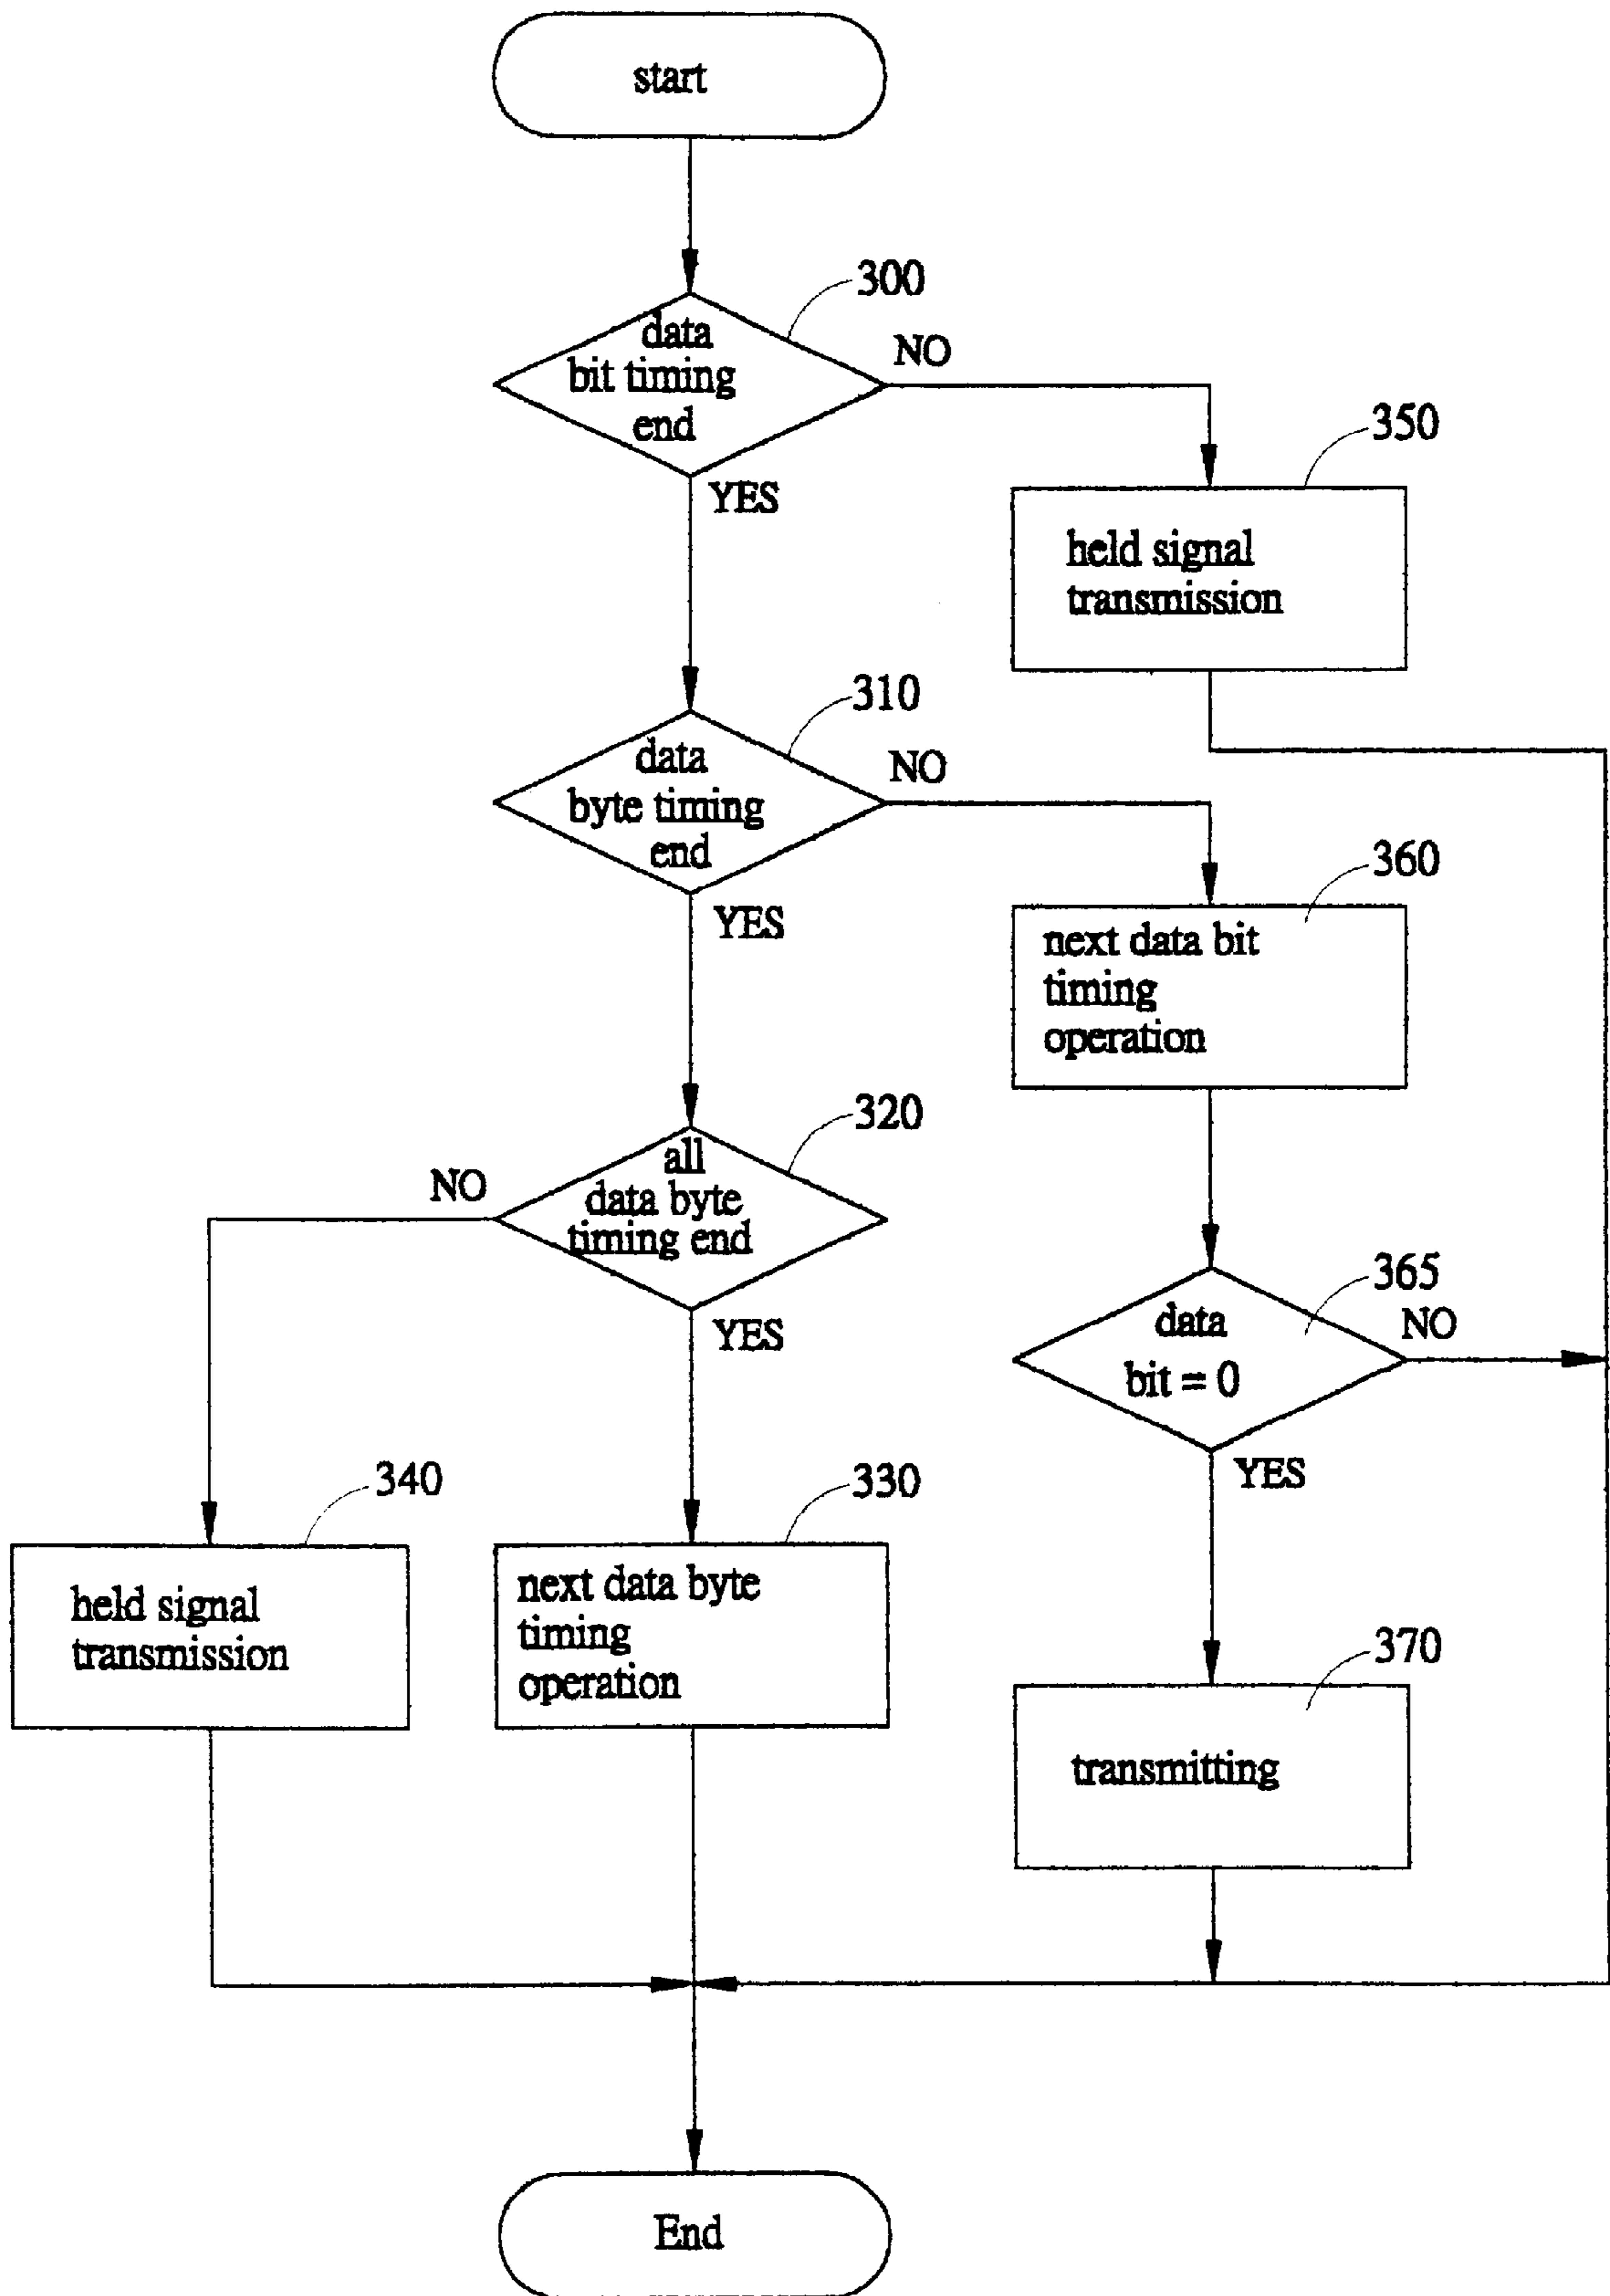 start
300
data
bit timing
end
NO
YES
350
held signal
transmission
310
data
byte timing
end
NO
YES
360
next data bit
timing
operation
320
all
data byte
timing end
NO
YES
365
data
bit = 0
NO
YES
340
held signal
transmission
330
next data byte
timing
operation
370
transmitting
End